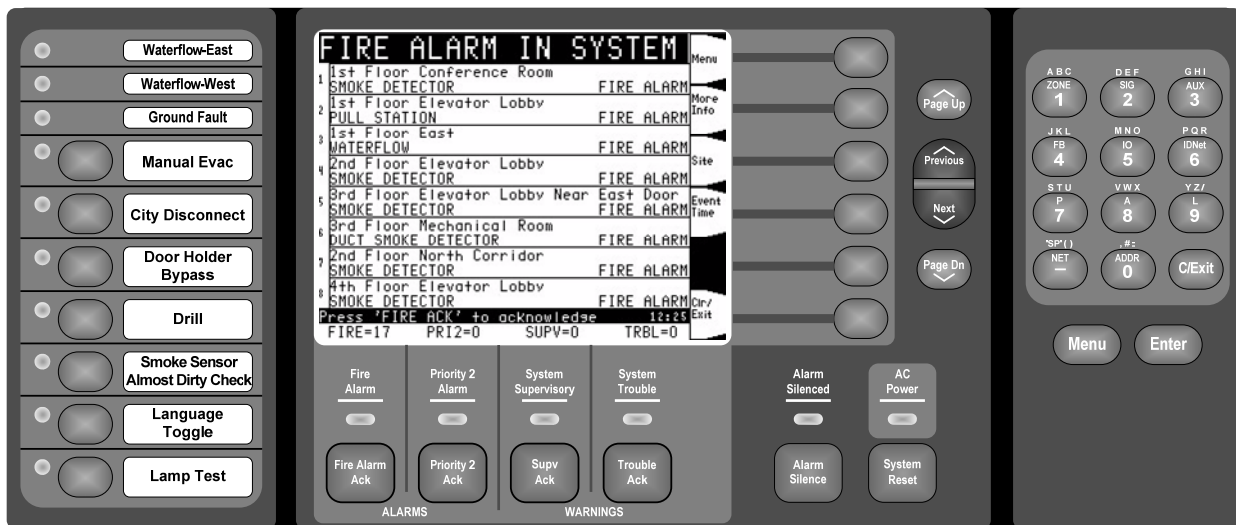 Waterflow-East
Waterflow-West
Ground Fault
Manual Evac
City Disconnect
Door Holder
Bypass
Drill
Smoke Sensor
Almost Dirty Check
Language
Toggle
Lamp Test
FIRE ALARM IN SYSTEM
1 1st Floor Conference Room
SMOKE DETECTOR FIRE ALARM
2 1st Floor Elevator Lobby
PULL STATION FIRE ALARM
3 1st Floor East
WATERFLOW FIRE ALARM
4 2nd Floor Elevator Lobby
SMOKE DETECTOR FIRE ALARM
5 3rd Floor Elevator Lobby Near East Door
SMOKE DETECTOR FIRE ALARM
6 3rd Floor Mechanical Room
DUCT SMOKE DETECTOR FIRE ALARM
7 2nd Floor North Corridor
SMOKE DETECTOR FIRE ALARM
8 4th Floor Elevator Lobby
SMOKE DETECTOR FIRE ALARM
Press 'FIRE ACK' to acknowledge 12:25
FIRE=17 PRI2=0 SUPV=0 TRBL=0
Menu
More
Info
Site
Event
Time
Clr/
Exit
Fire
Alarm
Priority 2
Alarm
System
Supervisory
System
Trouble
Alarm
Silenced
AC
Power
Fire Alarm
Ack
Priority 2
Ack
Supv
Ack
Trouble
Ack
Alarm
Silence
System
Reset
ALARMS
WARNINGS
Page Up
Previous
Next
Page Dn
A B C
ZONE
1
D E F
SIG
2
G H I
AUX
3
J K L
FB
4
M N O
IO
5
P Q R
IDNet
6
S T U
P
7
V W X
A
8
Y Z /
L
9
'SP' ( )
NET
–
, # :
ADDR
0
C/Exit
Menu
Enter